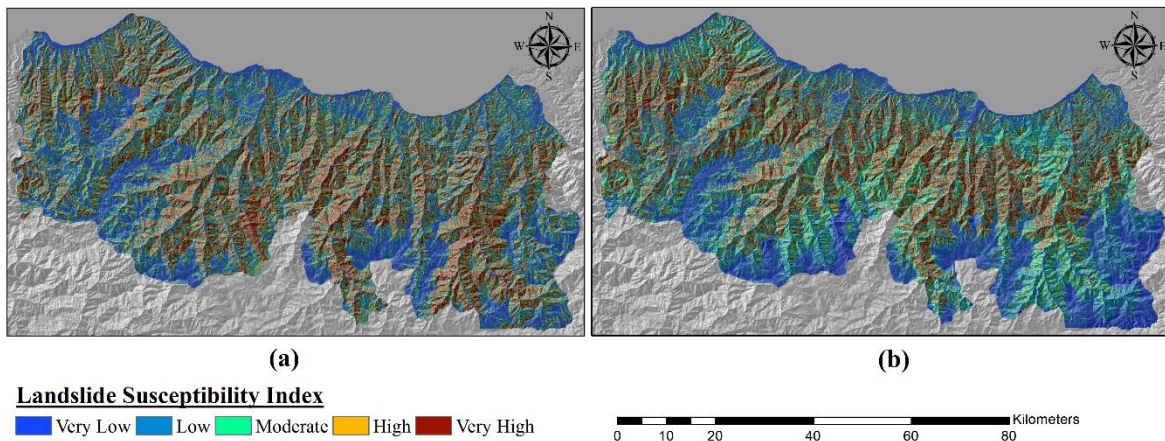 N
W E
S
N
W E
S
(a) (b)
Landslide Susceptibility Index
Very Low Low Moderate High Very High
Kilometers
0 10 20 40 60 80